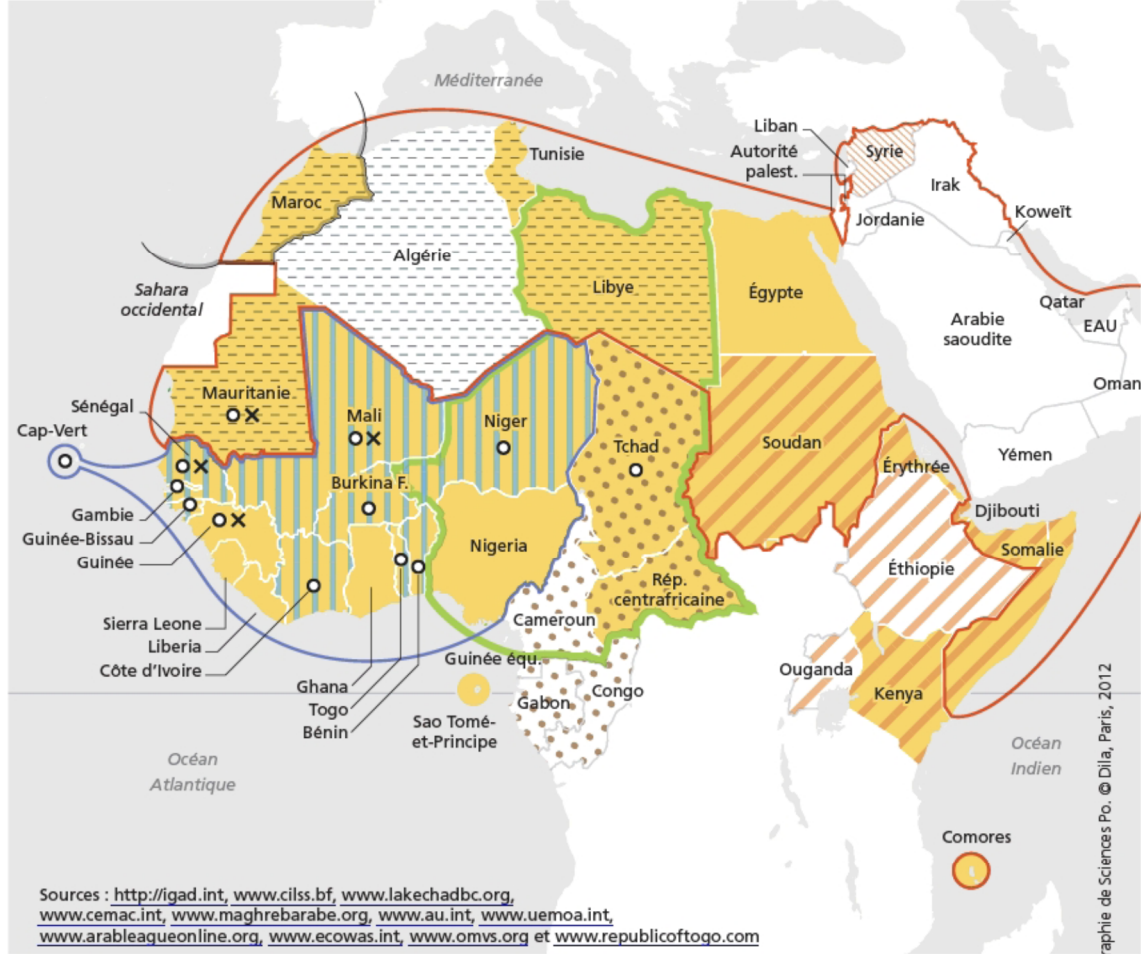 Méditerranée
Liban
Autorité
palest.
Syrie
Irak
Tunisie
Maroc
Jordanie
Koweït
Algérie
Libye
Égypte
Sahara
occidental
Qatar
EAU
Arabie
saoudite
Oman
Mauritanie
Sénégal
Cap-Vert
Mali
Niger
Tchad
Soudan
Érythrée
Yémen
Burkina F.
Gambie
Guinée-Bissau
Guinée
Nigeria
Djibouti
Somalie
Éthiopie
Rép.
centrafricaine
Cameroun
Sierra Leone
Liberia
Côte d'Ivoire
Guinée équ.
Ghana
Togo
Bénin
Sao Tomé-
et-Principe
Gabon
Congo
Ouganda
Kenya
Océan
Atlantique
Océan
Indien
Comores
Sources : http://igad.int, www.cilss.bf, www.lakechadbc.org,
www.cemac.int, www.maghrebarabe.org, www.au.int, www.uemoa.int,
www.arableagueonline.org, www.ecowas.int, www.omvs.org et www.republicoftogo.com
raphie de Sciences Po. © Dila, Paris, 2012